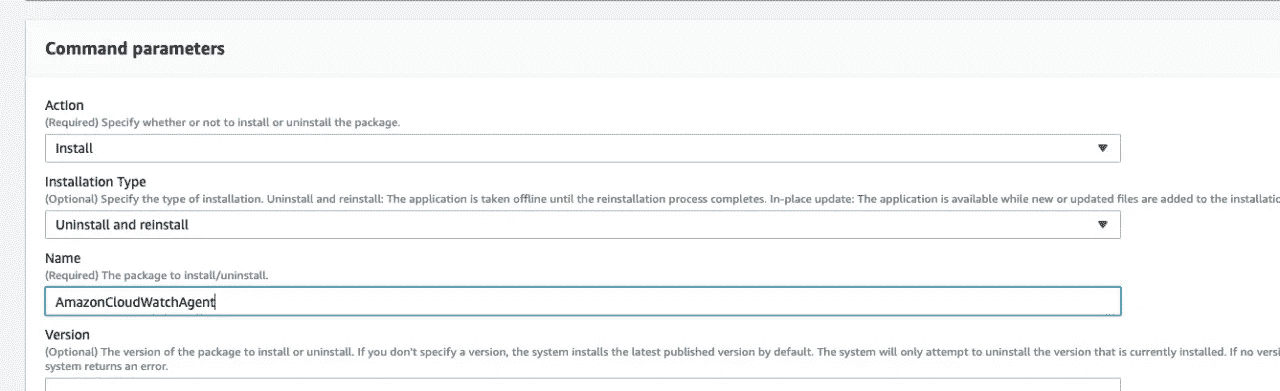 Command parameters
Action
(Required) Specify whether or not to install or uninstall the package.
Install
Installation Type
(Optional) Specify the type of installation. Uninstall and reinstall: The application is taken offline until the reinstallation process completes. In-place update: The application is available while new or updated files are added to the
Uninstall and reinstall
Name
(Required) The package to install/uninstall.
AmazonCloudWatchAgent
Version
(Optional) The version of the package to install or uninstall. If you don't specify a version, the system installs the latest published version by default. The system will only attempt to uninstall the version that is currently installed. If no
system returns an error.